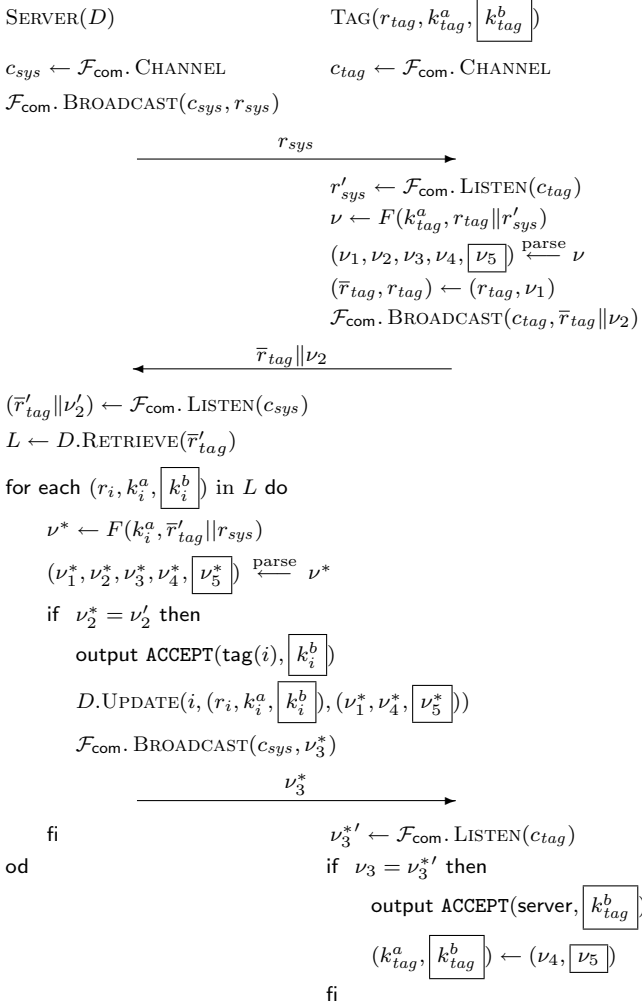 SERVER(D) TAG(r_tag, k^a_tag, k^b_tag)
c_sys ← F_com. CHANNEL c_tag ← F_com. CHANNEL
F_com. BROADCAST(c_sys, r_sys)
r_sys
r′_sys ← F_com. LISTEN(c_tag)
ν ← F(k^a_tag, r_tag‖r′_sys)
(ν_1, ν_2, ν_3, ν_4, ν_5) ←parse ν
(r̄_tag, r_tag) ← (r_tag, ν_1)
F_com. BROADCAST(c_tag, r̄_tag‖ν_2)
r̄_tag‖ν_2
(r̄′_tag‖ν′_2) ← F_com. LISTEN(c_sys)
L ← D.RETRIEVE(r̄′_tag)
for each (r_i, k^a_i, k^b_i) in L do
ν* ← F(k^a_i, r̄′_tag||r_sys)
(ν*_1, ν*_2, ν*_3, ν*_4, ν*_5) ←parse ν*
if ν*_2 = ν′_2 then
output ACCEPT(tag(i), k^b_i)
D.UPDATE(i, (r_i, k^a_i, k^b_i), (ν*_1, ν*_4, ν*_5))
F_com. BROADCAST(c_sys, ν*_3)
ν*_3
fi ν*_3′ ← F_com. LISTEN(c_tag)
od if ν_3 = ν*_3′ then
output ACCEPT(server, k^b_tag)
(k^a_tag, k^b_tag) ← (ν_4, ν_5)
fi